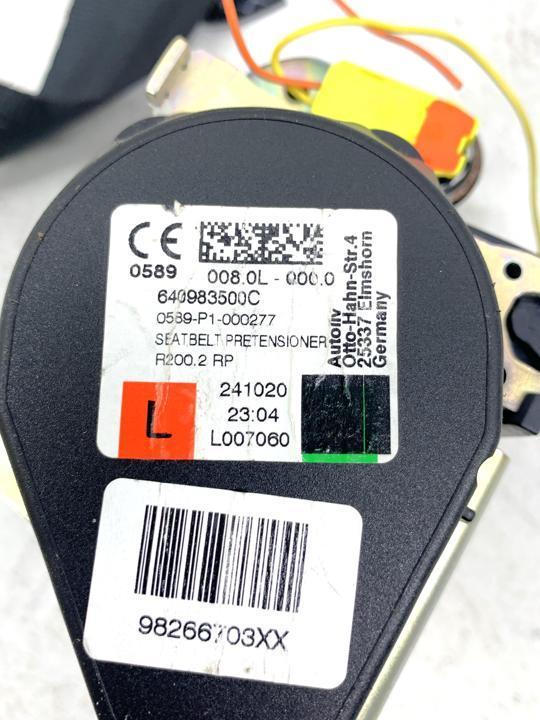 CE
0589
008.0L - 000.0
640983500C
0589-P1-000277
SEATBELT PRETENSIONER
R200.2 RP
Autoliv
Otto-Hahn-Str.4
25337 Elmshorn
Germany
L
241020
23:04
L007060
98266703XX